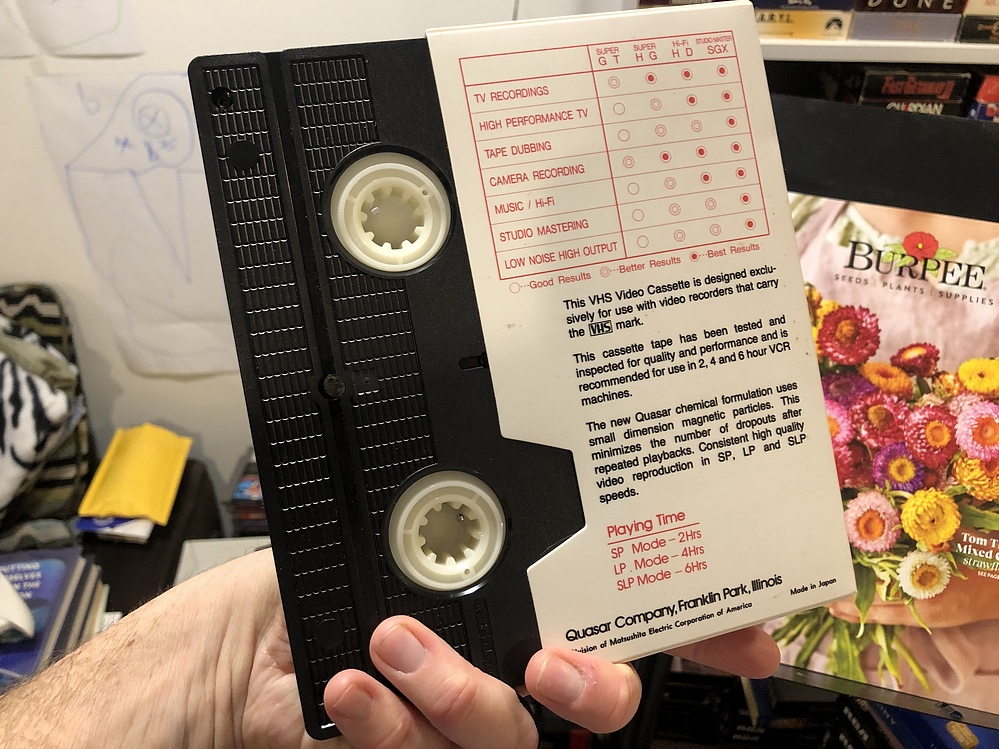 SUPER G T
SUPER H G
Hi-Fi H D
STUDIO MASTER SGX
TV RECORDINGS
HIGH PERFORMANCE TV
TAPE DUBBING
CAMERA RECORDING
MUSIC / Hi-Fi
STUDIO MASTERING
LOW NOISE HIGH OUTPUT
○···Good Results ◎···Better Results ◉···Best Results
This VHS Video Cassette is designed exclu-
sively for use with video recorders that carry
the VHS mark.
This cassette tape has been tested and
inspected for quality and performance and is
recommended for use in 2, 4 and 6 hour VCR
machines.
The new Quasar chemical formulation uses
small dimension magnetic particles. This
minimizes the number of dropouts after
repeated playbacks. Consistent high quality
video reproduction in SP, LP and SLP
speeds.
Playing Time
SP Mode – 2Hrs
LP Mode – 4Hrs
SLP Mode – 6Hrs
Quasar Company, Franklin Park, Illinois
Division of Matsushita Electric Corporation of America
Made in Japan
BURPEE
SEEDS | PLANTS | SUPPLIES
Mixed